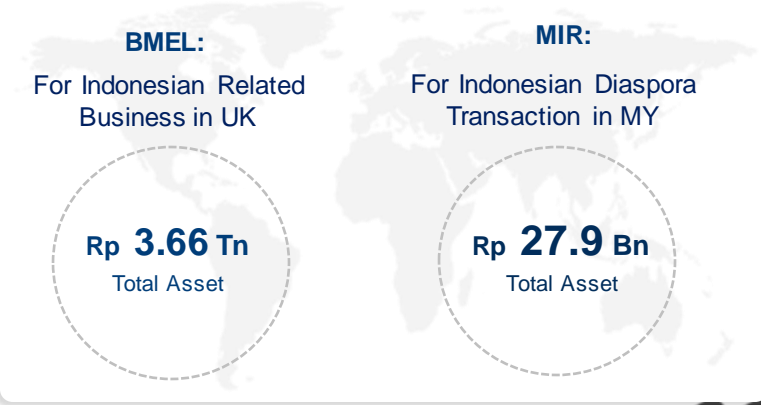 BMEL:
For Indonesian Related
Business in UK
Rp 3.66 Tn
Total Asset
MIR:
For Indonesian Diaspora
Transaction in MY
Rp 27.9 Bn
Total Asset